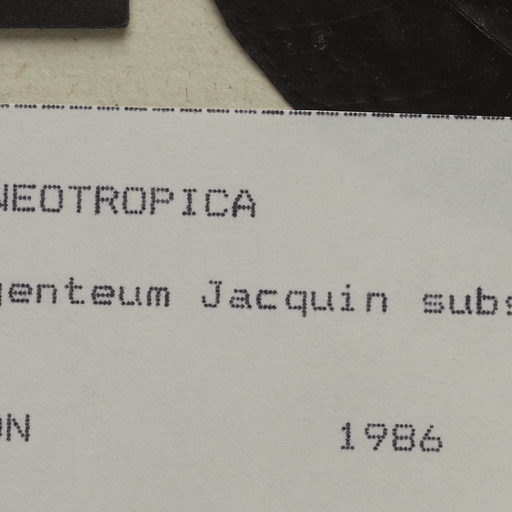 NEOTROPICA
genteum Jacquin subs
ON 1986